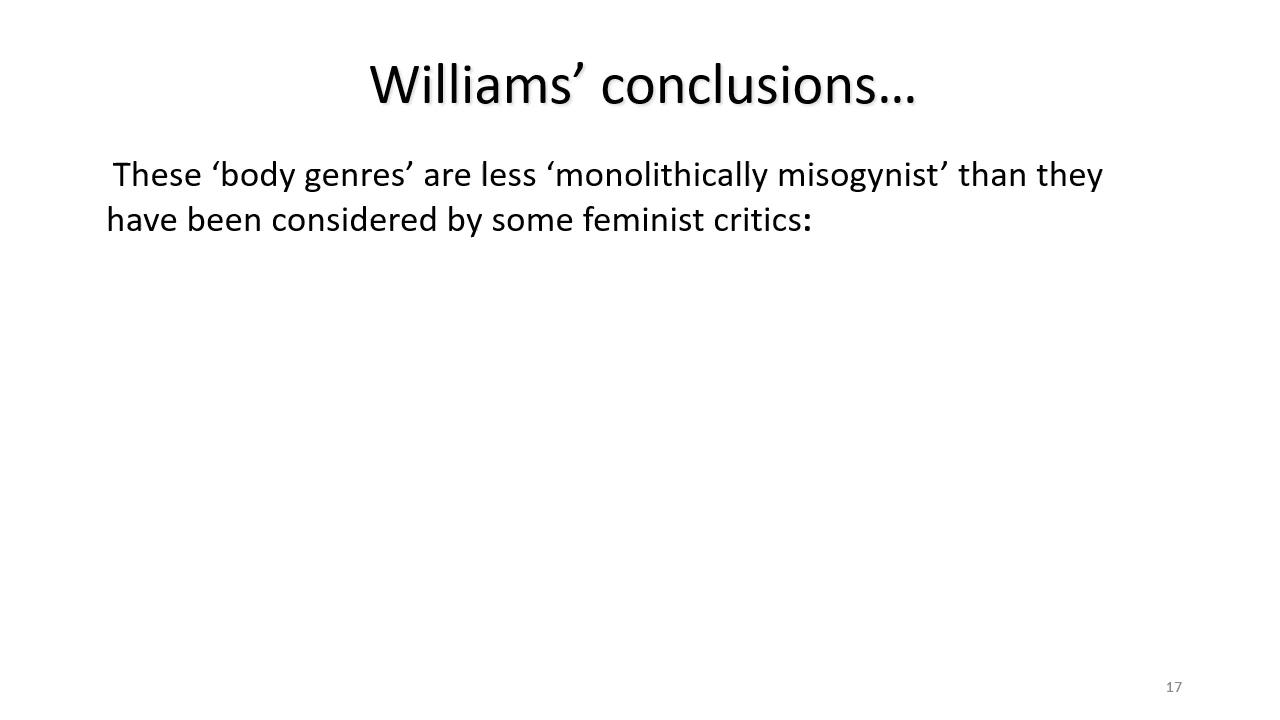 Williams’ conclusions…
These ‘body genres’ are less ‘monolithically misogynist’ than they
have been considered by some feminist critics:
17